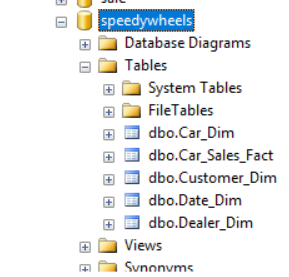 sale
speedywheels
Database Diagrams
Tables
System Tables
FileTables
dbo.Car_Dim
dbo.Car_Sales_Fact
dbo.Customer_Dim
dbo.Date_Dim
dbo.Dealer_Dim
Views
Synonyms